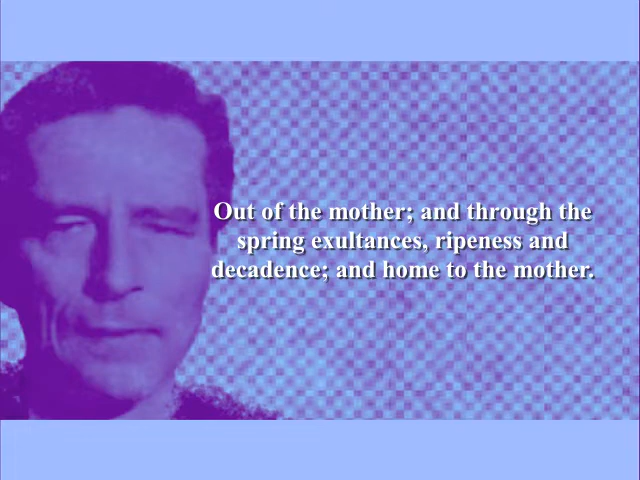 Out of the mother; and through the
spring exultances, ripeness and
decadence; and home to the mother.